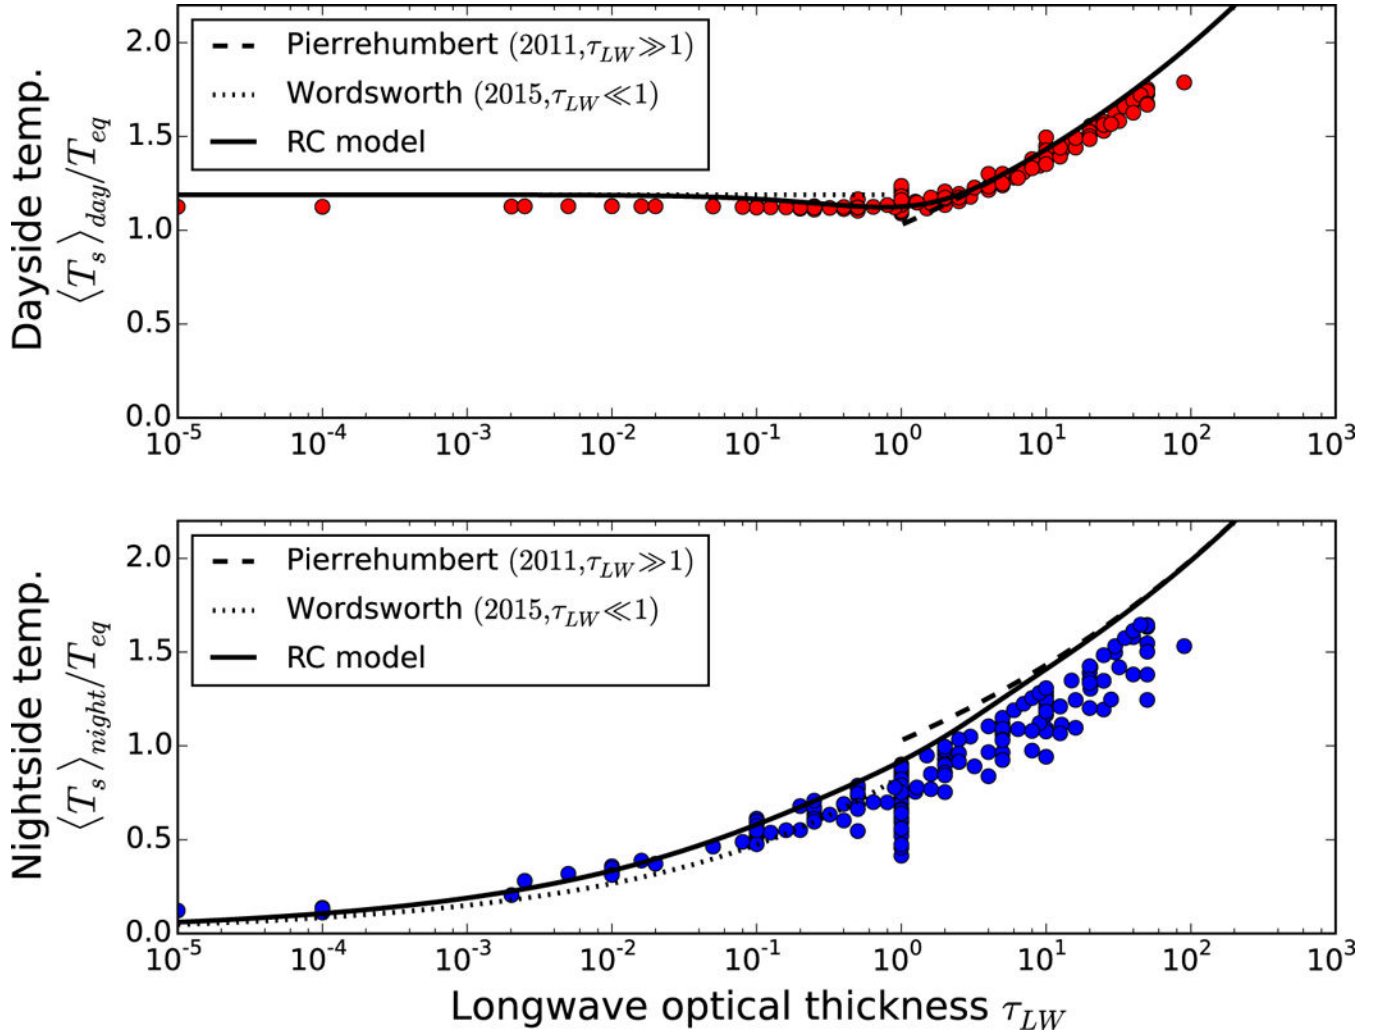 Dayside temp.
⟨T_s⟩_day/T_eq
2.0
1.5
1.0
0.5
0.0
Pierrehumbert (2011,τ_LW≫1)
Wordsworth (2015,τ_LW≪1)
RC model
10^-5 10^-4 10^-3 10^-2 10^-1 10^0 10^1 10^2 10^3
Nightside temp.
⟨T_s⟩_night/T_eq
2.0
1.5
1.0
0.5
0.0
Pierrehumbert (2011,τ_LW≫1)
Wordsworth (2015,τ_LW≪1)
RC model
10^-5 10^-4 10^-3 10^-2 10^-1 10^0 10^1 10^2 10^3
Longwave optical thickness τ_LW